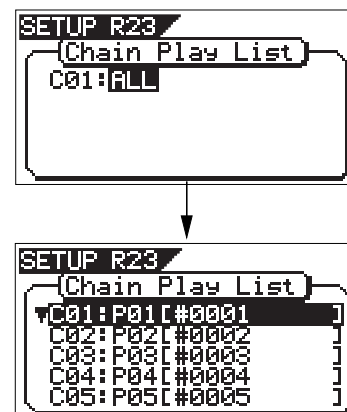 SETUP R23
Chain Play List
C01:ALL
SETUP R23
Chain Play List
C01:P01[#0001 ]
C02:P02[#0002 ]
C03:P03[#0003 ]
C04:P04[#0004 ]
C05:P05[#0005 ]